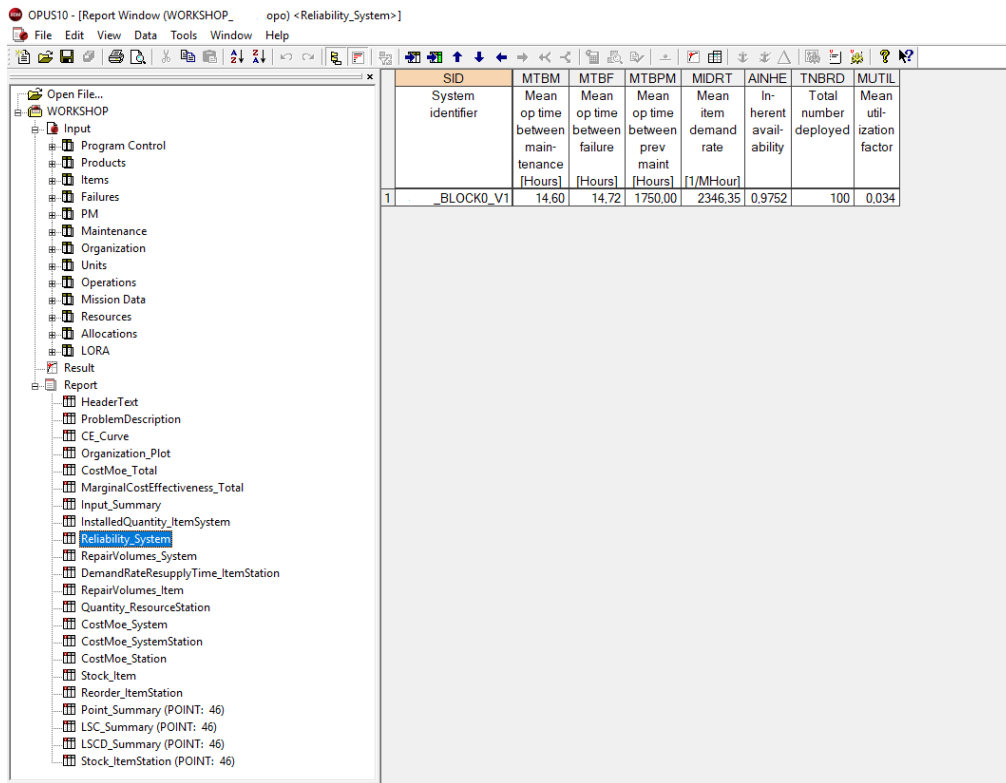 OPUS10 - [Report Window (WORKSHOP_ opo) <Reliability_System>]
File Edit View Data Tools Window Help
Open File...
WORKSHOP
Input
Program Control
Products
Items
Failures
PM
Maintenance
Organization
Units
Operations
Mission Data
Resources
Allocations
LORA
Result
Report
HeaderText
ProblemDescription
CE_Curve
Organization_Plot
CostMoe_Total
MarginalCostEffectiveness_Total
Input_Summary
InstalledQuantity_ItemSystem
Reliability_System
RepairVolumes_System
DemandRateResupplyTime_ItemStation
RepairVolumes_Item
Quantity_ResourceStation
CostMoe_System
CostMoe_SystemStation
CostMoe_Station
Stock_Item
Reorder_ItemStation
Point_Summary (POINT: 46)
LSC_Summary (POINT: 46)
LSCD_Summary (POINT: 46)
Stock_ItemStation (POINT: 46)
SID MTBM MTBF MTBPM MIDRT AINHE TNBRD MUTIL
System Mean Mean Mean Mean In- Total Mean
identifier op time op time op time item herent number util-
between between between demand avail- deployed ization
main- failure prev rate ability factor
tenance maint
[Hours] [Hours] [Hours] [1/MHour]
1 _BLOCK0_V1 14,60 14,72 1750,00 2346,35 0,9752 100 0,034